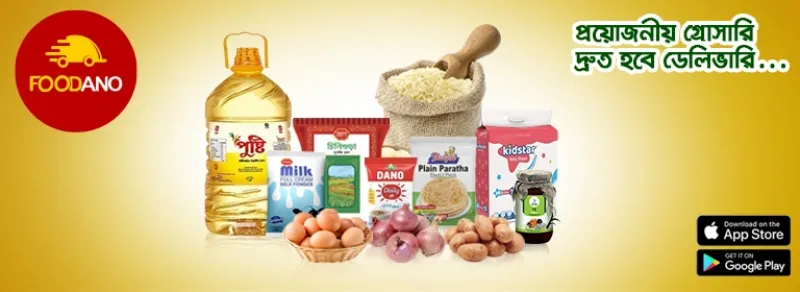 FOODANO
প্রয়োজনীয় গ্রোসারি
দ্রুত হবে ডেলিভারি...
পুষ্টি
চিনিগুড়া
Milk
FULL CREAM
MILK POWDER
DANO
Daily
Plain Paratha
kidstar
Download on the
App Store
GET IT ON
Google Play